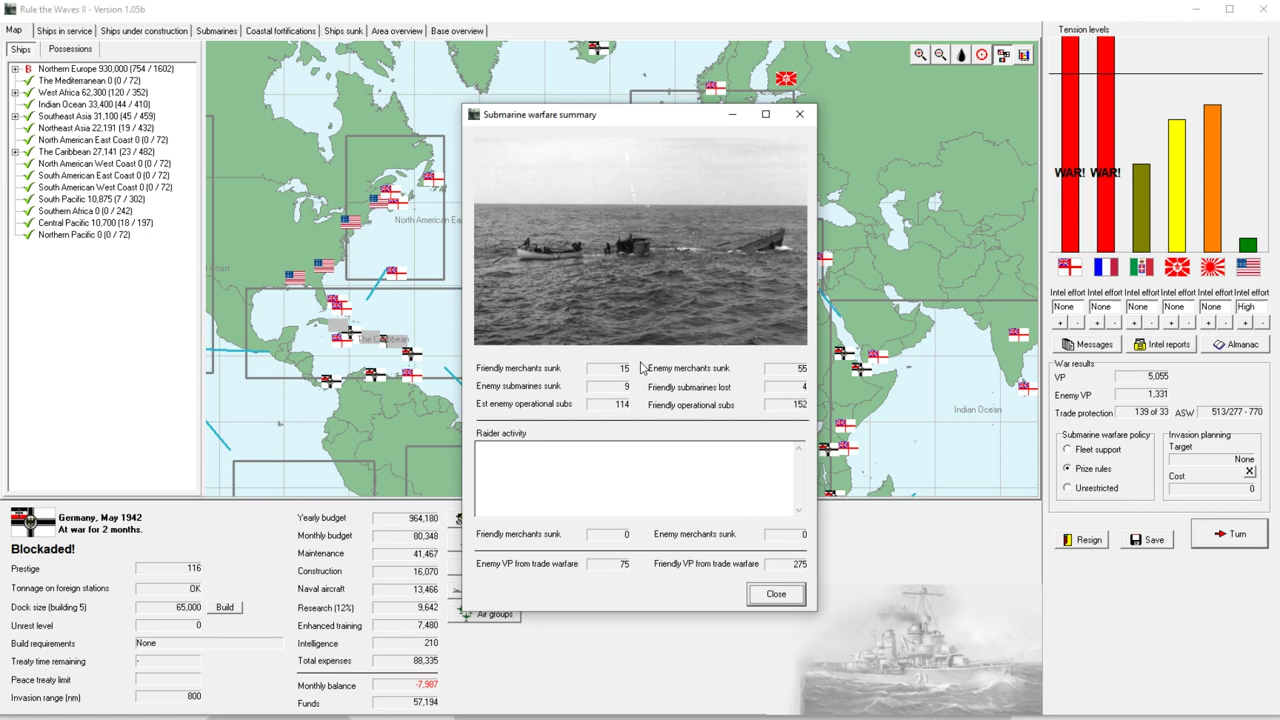 Rule the Waves II - Version 1.05b
Map Ships in service Ships under construction Submarines Coastal fortifications Ships sunk Area overview Base overview
Ships Possessions
B Northern Europe 930,000 (754 / 1602)
The Mediterranean 0 (0 / 72)
West Africa 62,300 (120 / 352)
Indian Ocean 33,400 (44 / 410)
Southeast Asia 31,100 (45 / 459)
Northeast Asia 22,191 (19 / 432)
North American East Coast 0 (0 / 72)
The Caribbean 27,141 (23 / 482)
North American West Coast 0 (0 / 72)
South American East Coast 0 (0 / 72)
South American West Coast 0 (0 / 72)
South Pacific 10,875 (7 / 302)
Southern Africa 0 (0 / 242)
Central Pacific 10,700 (18 / 197)
Northern Pacific 0 (0 / 72)
North American Ea
Coast
The Caribbean
Indian Ocean
Submarine warfare summary
Friendly merchants sunk 15 Enemy merchants sunk 55
Enemy submarines sunk 9 Friendly submarines lost 4
Est enemy operational subs 114 Friendly operational subs 152
Raider activity
Friendly merchants sunk 0 Enemy merchants sunk 0
Enemy VP from trade warfare 75 Friendly VP from trade warfare 275
Close
Tension levels
WAR! WAR!
Intel effort Intel effort Intel effort Intel effort Intel effort Intel effort
None None None None None High
+ - + - + - + - + - + -
Messages Intel reports Almanac
War results
VP 5,055
Enemy VP 1,331
Trade protection 139 of 33 ASW 513/277 - 770
Submarine warfare policy
Fleet support
Prize rules
Unrestricted
Invasion planning
Target
None
X
Cost
0
Resign Save Turn
Germany, May 1942
At war for 2 months.
Blockaded!
Prestige 116
Tonnage on foreign stations OK
Dock size (building 5) 65,000 Build
Unrest level 0
Build requirements None
Treaty time remaining -
Peace treaty limit
Invasion range (nm) 800
Yearly budget 964,180
Monthly budget 80,348
Maintenance 41,467
Construction 16,070
Naval aircraft 13,466
Research (12%) 9,642
Enhanced training 7,480
Intelligence 210
Total expenses 88,335
Monthly balance -7,987
Funds 57,194
Air groups